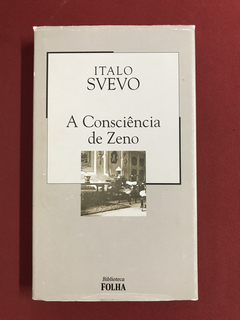 ITALO
SVEVO
A Consciência
de Zeno
Biblioteca
FOLHA